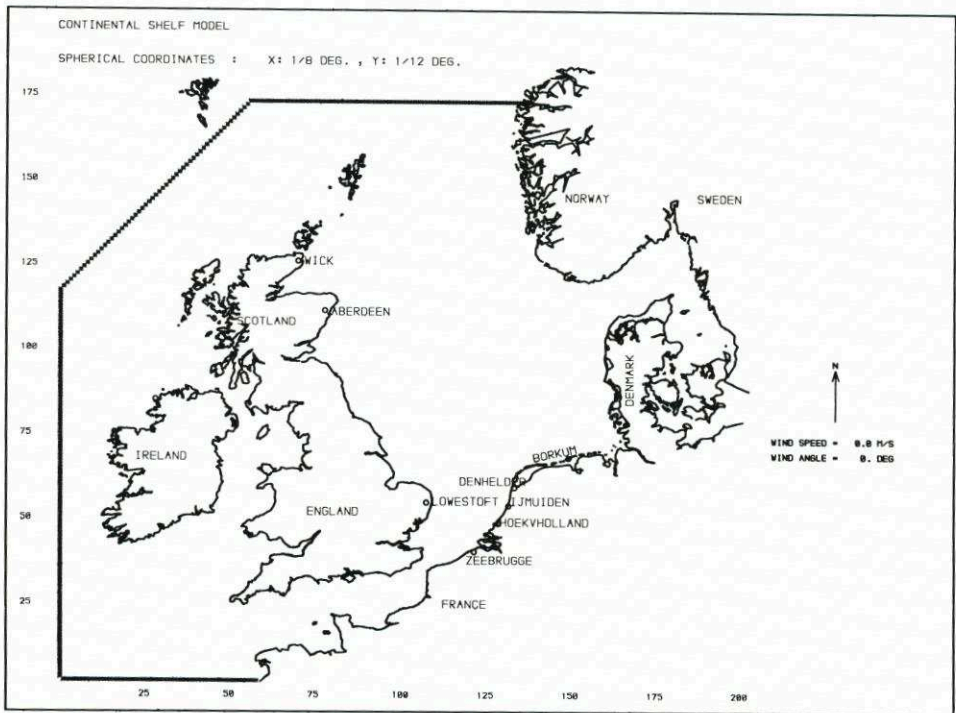 CONTINENTAL SHELF MODEL
SPHERICAL COORDINATES : X: 1/8 DEG. , Y: 1/12 DEG.
175
150
NORWAY
SWEDEN
125
WICK
ABERDEEN
SCOTLAND
100
N
DENMARK
75
WIND SPEED = 0.0 M/S
IRELAND
BORKUM
WIND ANGLE = 0. DEG
DENHELDER
50
LOWESTOFT
IJMUIDEN
ENGLAND
HOEKVHOLLAND
ZEEBRUGGE
25
FRANCE
25 50 75 100 125 150 175 200